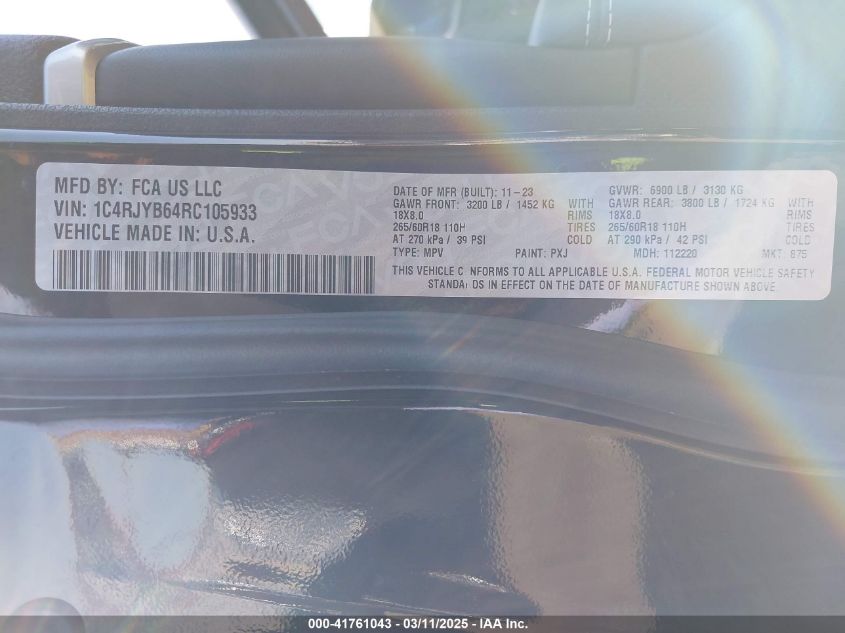 MFD BY: FCA US LLC
VIN: 1C4RJYB64RC105933
VEHICLE MADE IN: U.S.A.
DATE OF MFR (BUILT): 11-23 GVWR: 6900 LB / 3130 KG
GAWR FRONT: 3200 LB / 1452 KG WITH GAWR REAR: 3800 LB / 1724 KG WITH
18X8.0 RIMS 18X8.0 RIMS
265/60R18 110H TIRES 265/60R18 110H TIRES
AT 270 kPa / 39 PSI COLD AT 290 kPa / 42 PSI COLD
TYPE: MPV PAINT: PXJ MDH: 112220 MKT: 875
THIS VEHICLE C NFORMS TO ALL APPLICABLE U.S.A. FEDERAL MOTOR VEHICLE SAFETY
STANDA DS IN EFFECT ON THE DATE OF MANUFACTURE SHOWN ABOVE.
000-41761043 - 03/11/2025 - IAA Inc.